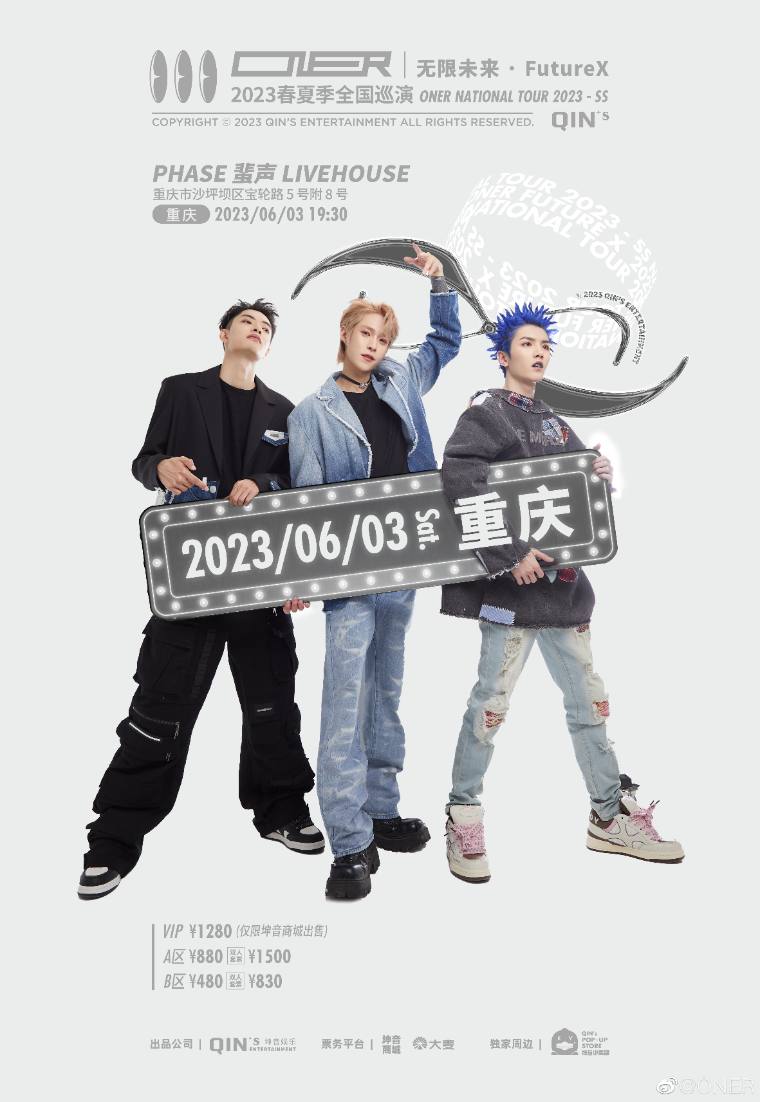 ONER | 无限未来 · FutureX
2023春夏季全国巡演 ONER NATIONAL TOUR 2023 - SS
COPYRIGHT © 2023 QIN'S ENTERTAINMENT ALL RIGHTS RESERVED. QIN'S
PHASE 蜚声 LIVEHOUSE
重庆市沙坪坝区宝轮路5号附8号
重庆 2023/06/03 19:30
TOUR 2023 - SS
ONER FUTURE X
NATIONAL TOUR
2023 QIN'S ENTERTAINMENT
2023/06/03 Sat. 重庆
VIP ¥1280 (仅限坤音商城出售)
A区 ¥880 双人套票 ¥1500
B区 ¥480 双人套票 ¥830
出品公司 | QIN'S 坤音娱乐 ENTERTAINMENT 票务平台 | 坤音商城 大麦 独家周边 | QIN's POP-UP STORE
@ONER